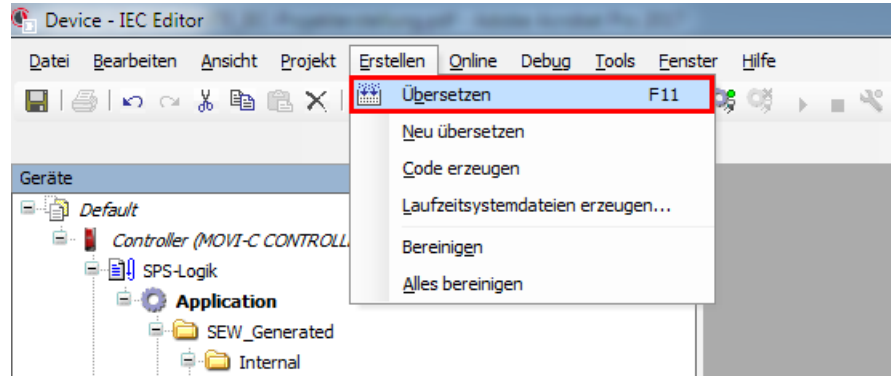 Device - IEC Editor
Datei Bearbeiten Ansicht Projekt Erstellen Online Debug Tools Fenster Hilfe
Übersetzen F11
Neu übersetzen
Code erzeugen
Laufzeitsystemdateien erzeugen...
Bereinigen
Alles bereinigen
Geräte
Default
Controller (MOVI-C CONTROLL
SPS-Logik
Application
SEW_Generated
Internal